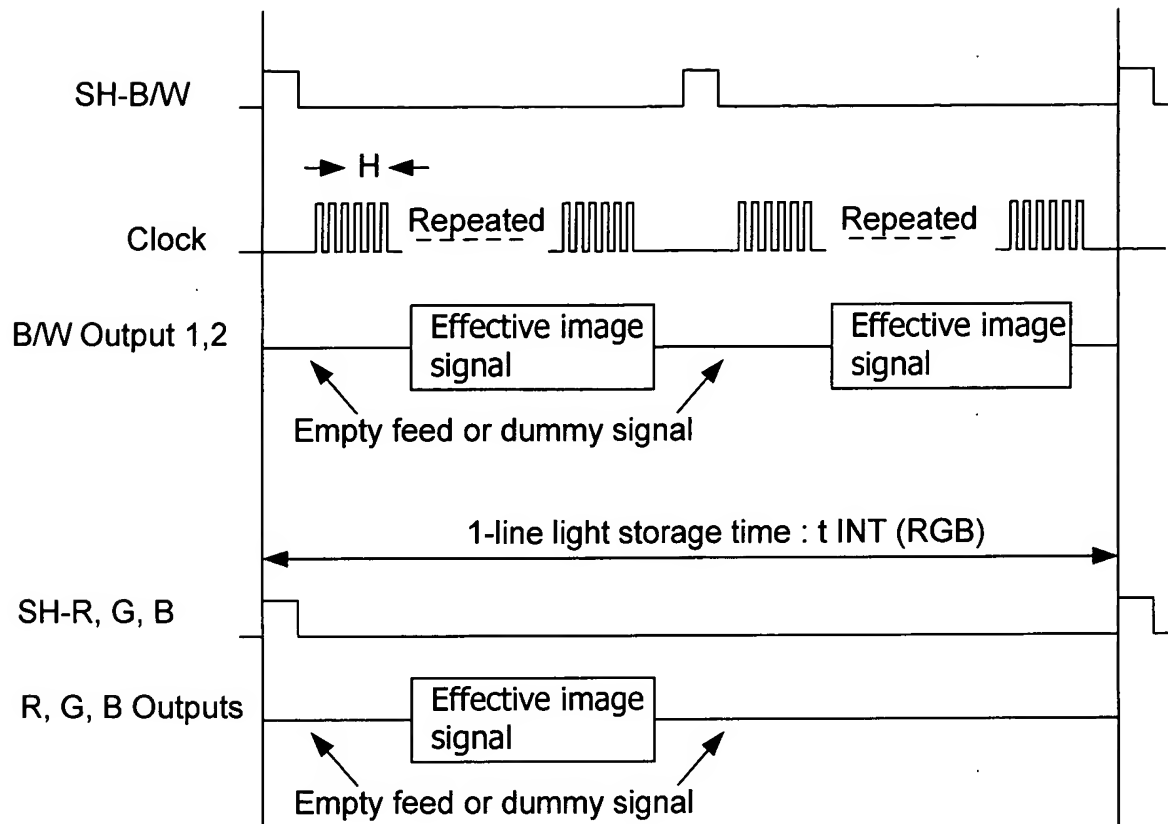 SH-B/W
H
Clock
Repeated
Repeated
B/W Output 1,2
Effective image
signal
Effective image
signal
Empty feed or dummy signal
1-line light storage time : t INT (RGB)
SH-R, G, B
R, G, B Outputs
Effective image
signal
Empty feed or dummy signal